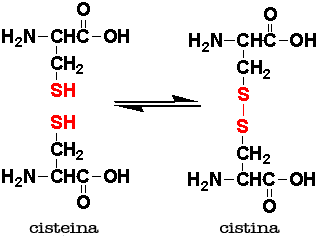 O O
H₂N CHC OH H₂N CHC OH
CH₂ CH₂
SH S
SH S
CH₂ CH₂
H₂N CHC OH H₂N CHC OH
O O
cisteina cistina